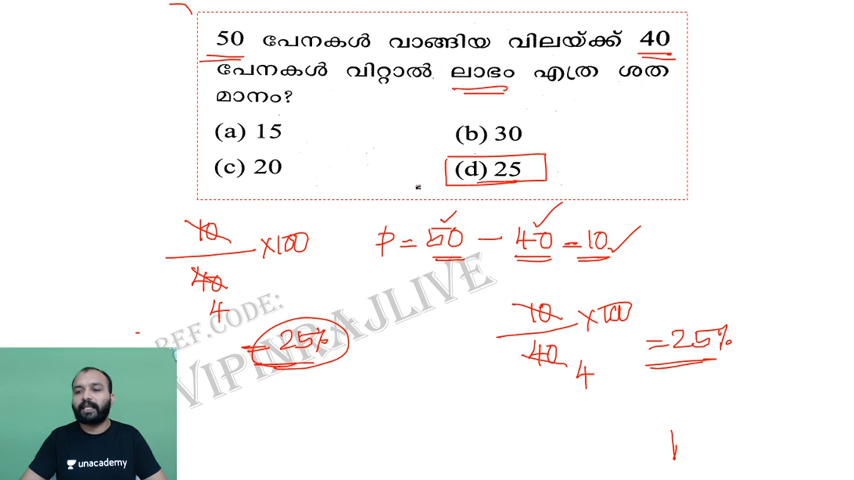 50 പേനകൾ വാങ്ങിയ വിലയ്ക്ക് 40
പേനകൾ വിറ്റാൽ ലാഭം എത്ര ശത
മാനം?
(a) 15
(b) 30
(c) 20
(d) 25
P = 50 - 40 = 10 ✓
10
×100
40
4
= 25%
10
×100
40
4
= 25%
REF.CODE:
VIPINRAJLIVE
unacademy